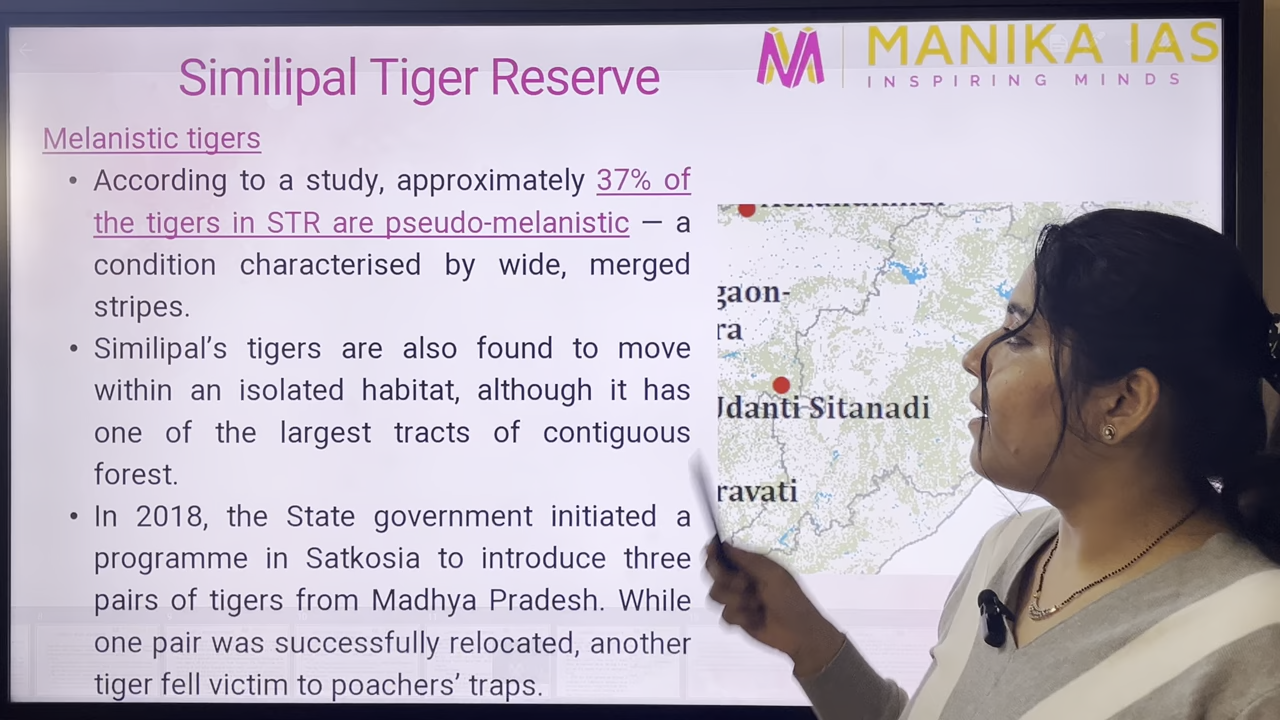 MANIKA IAS
INSPIRING MINDS
Similipal Tiger Reserve
Melanistic tigers
• According to a study, approximately 37% of
the tigers in STR are pseudo-melanistic – a
condition characterised by wide, merged
stripes.
• Similipal's tigers are also found to move
within an isolated habitat, although it has
one of the largest tracts of contiguous
forest.
• In 2018, the State government initiated a
programme in Satkosia to introduce three
pairs of tigers from Madhya Pradesh. While
one pair was successfully relocated, another
tiger fell victim to poachers' traps.
gaon-
ra
Udanti Sitanadi
ravati